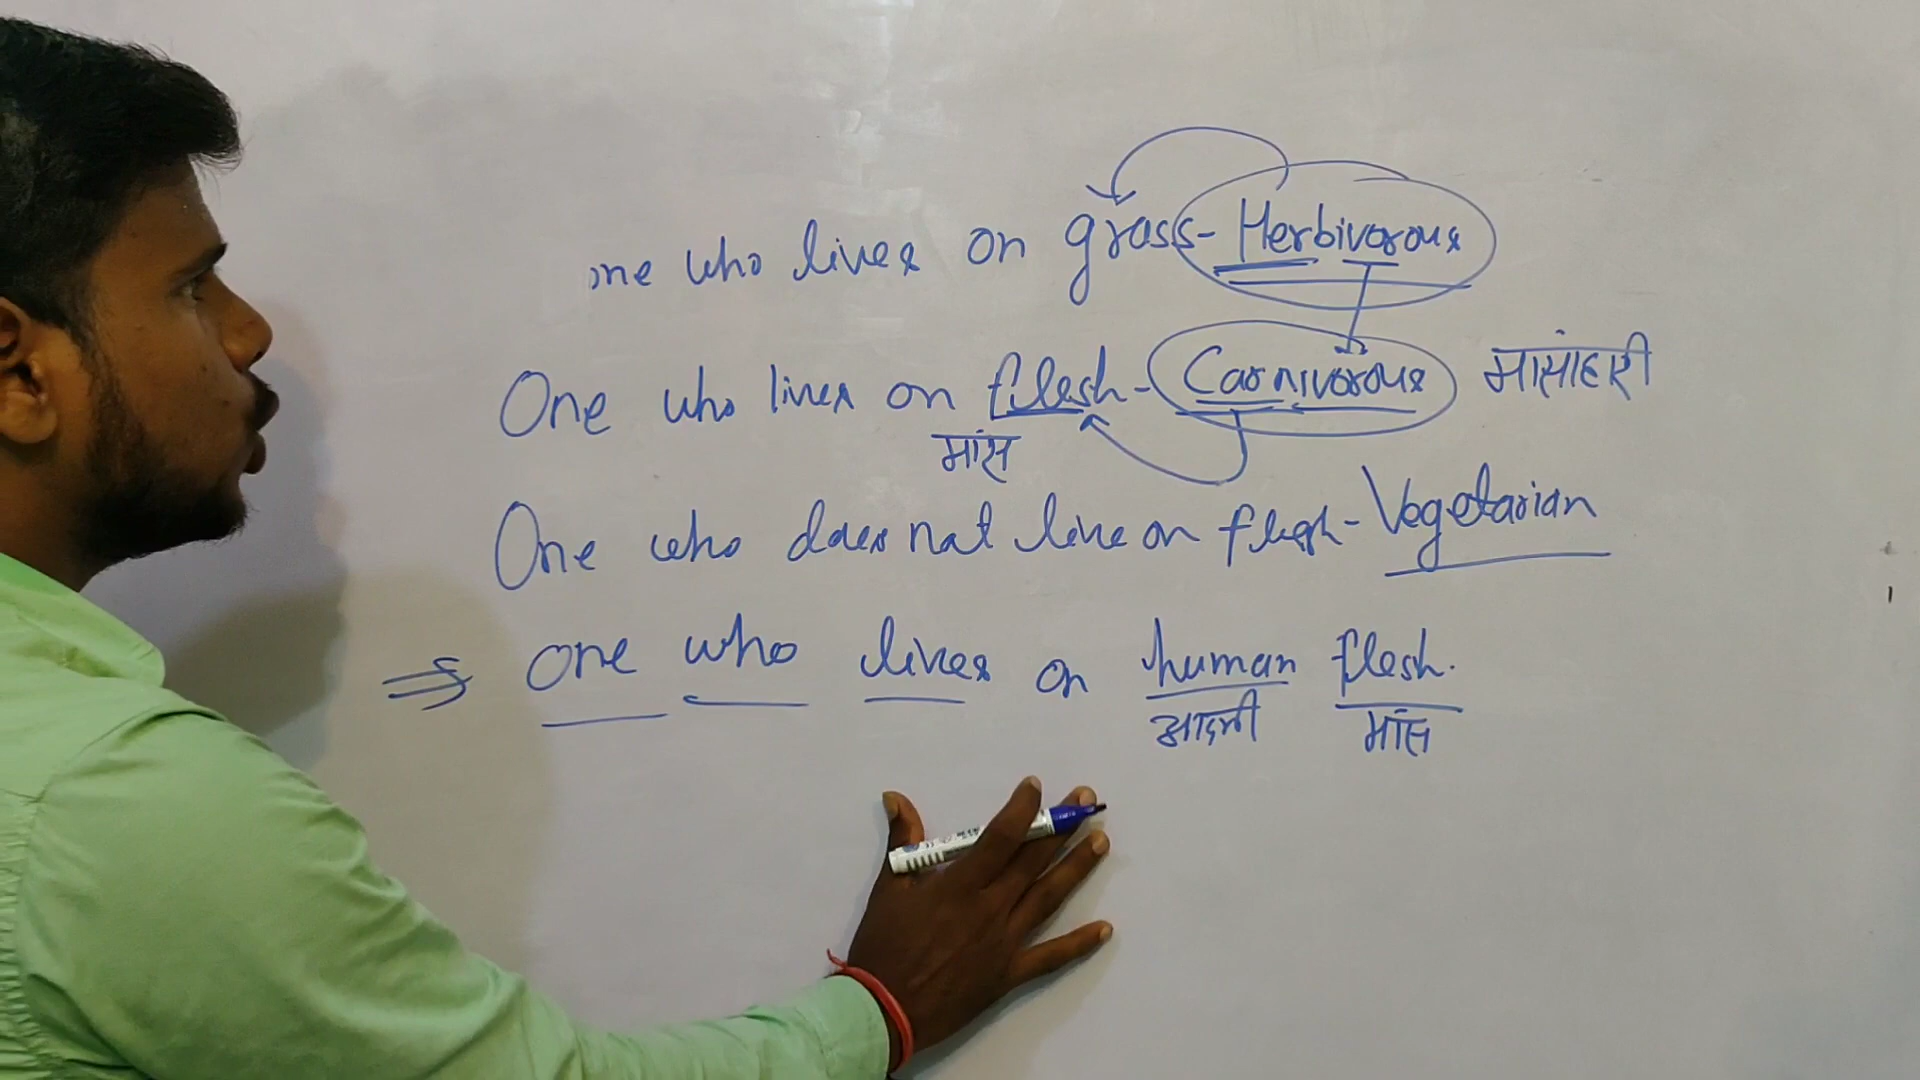 one who lives on grass- Herbivorous
One who lives on flesh- Carnivorous मासांहारी
मांस
One who does not live on flesh- Vegetarian
⇒ one who lives on human flesh.
आदमी मांस